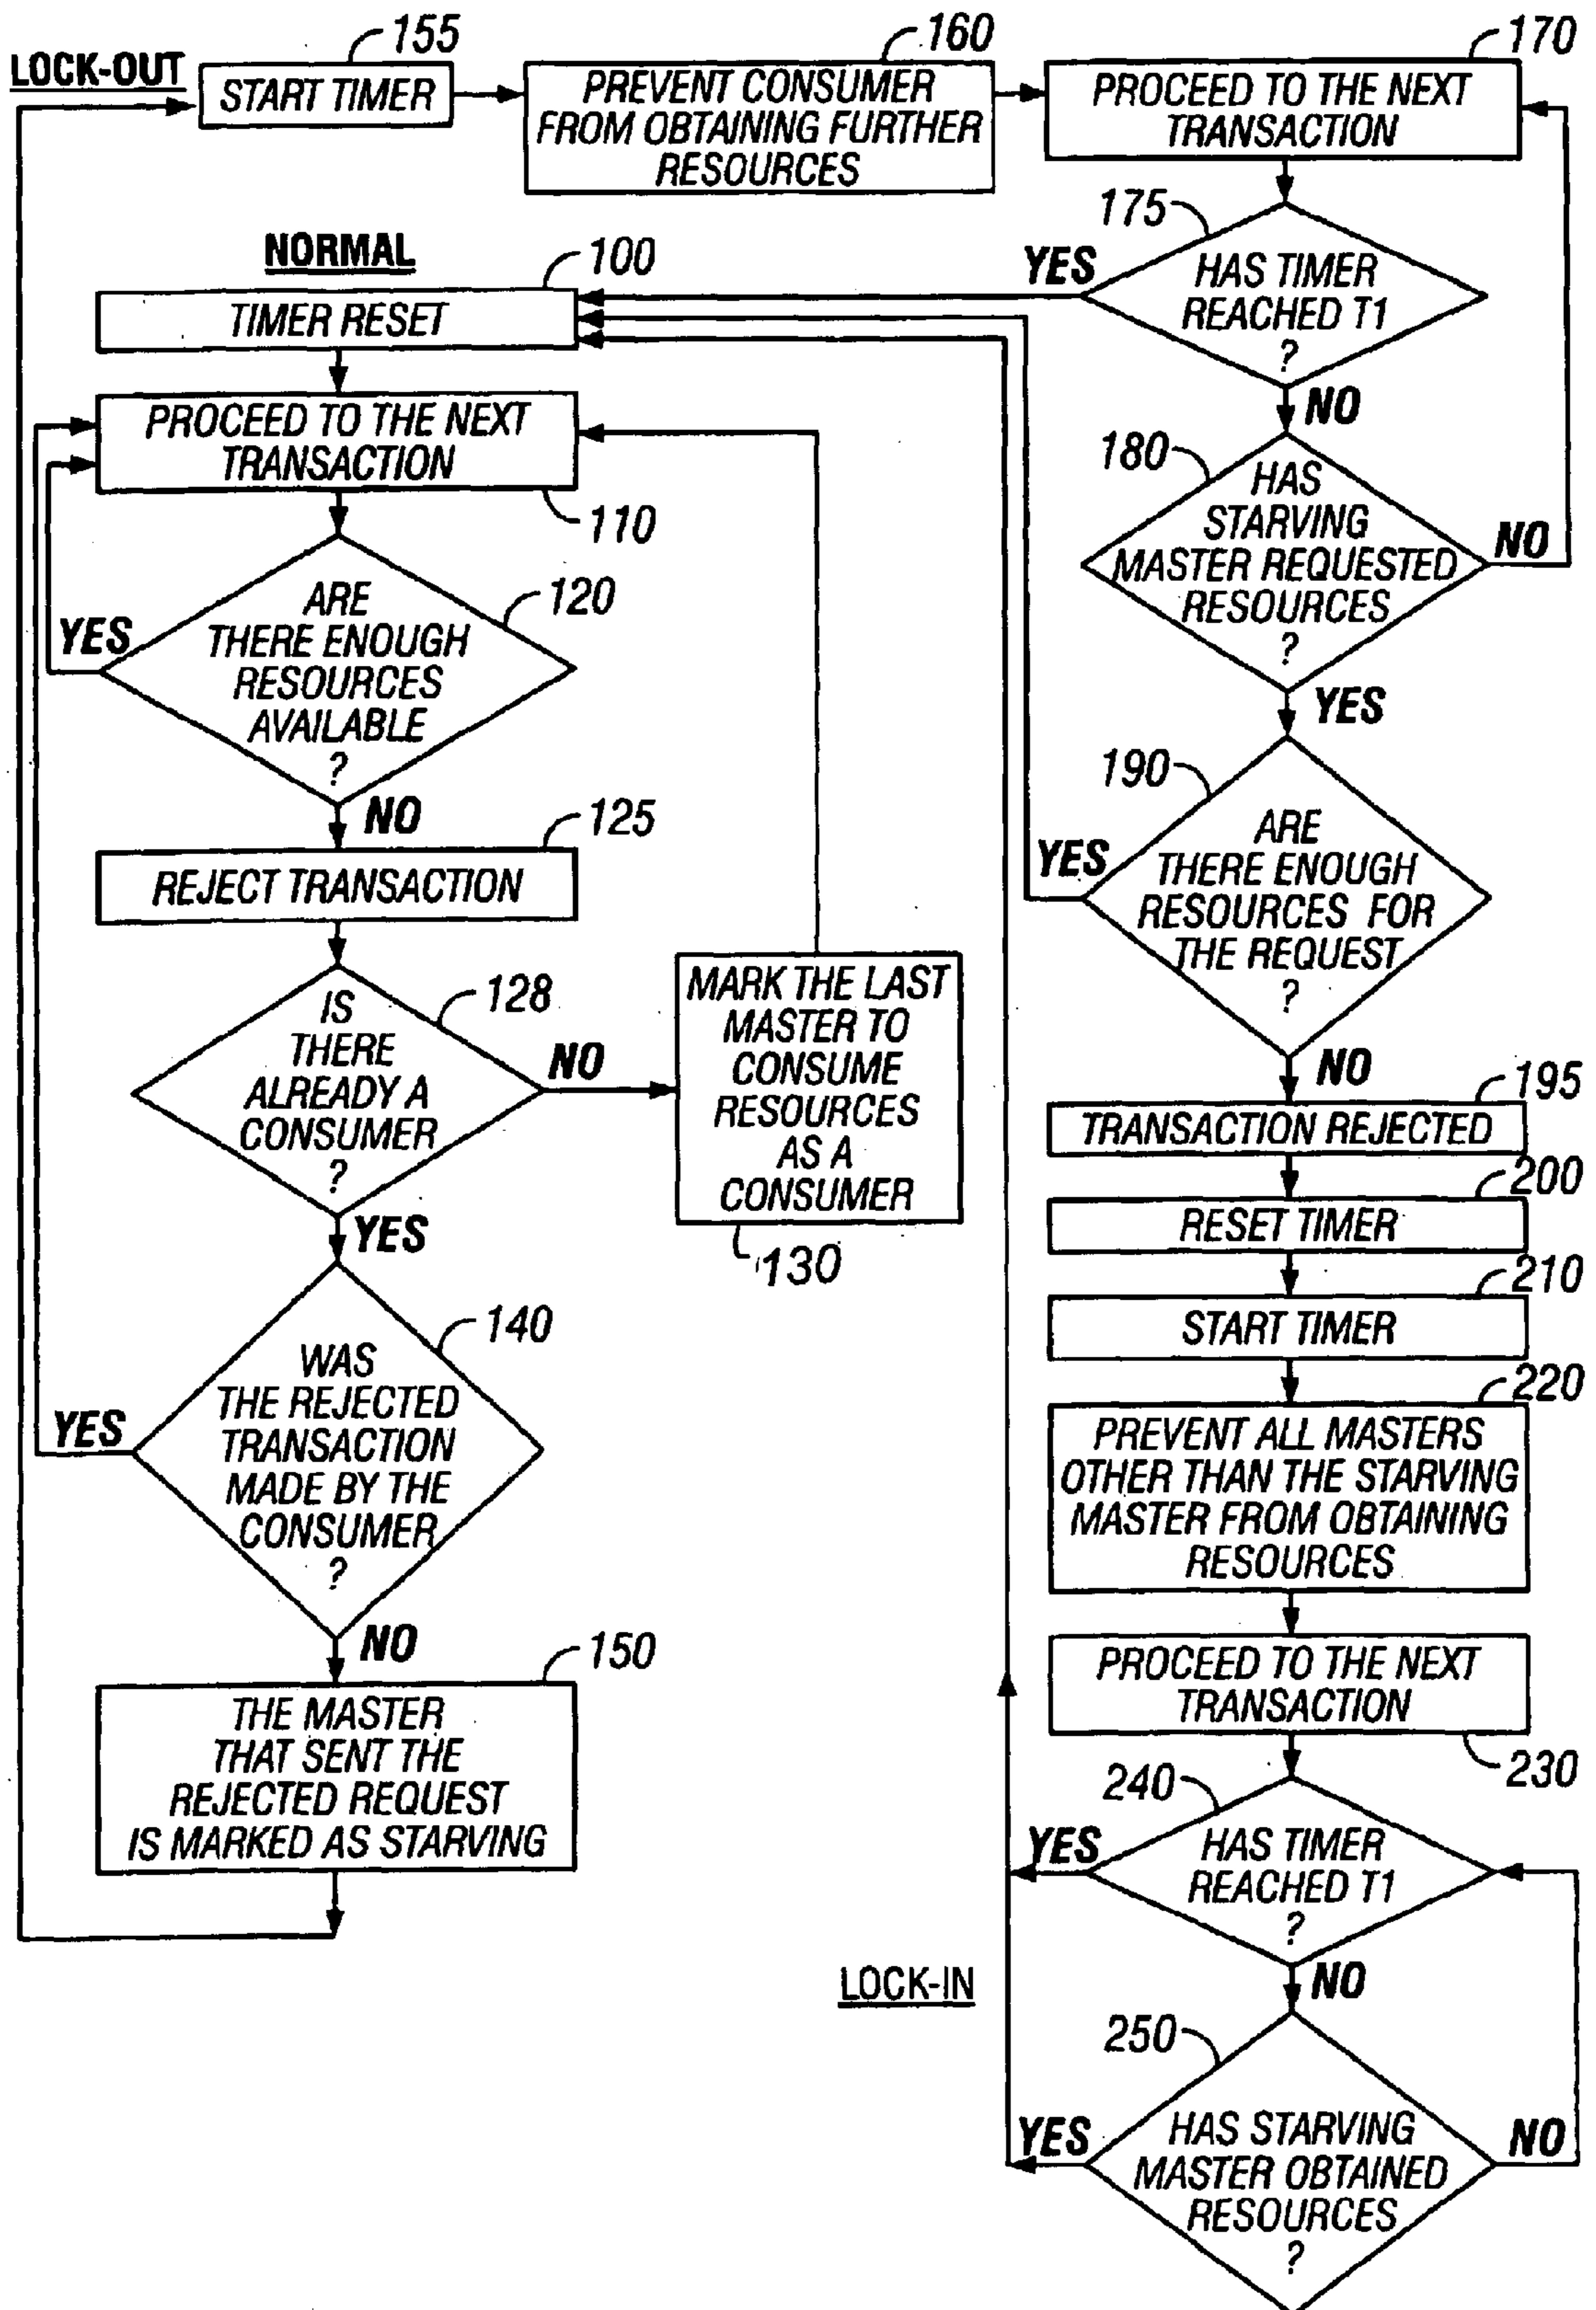 LOCK-OUT
155
START TIMER
160
PREVENT CONSUMER
FROM OBTAINING FURTHER
RESOURCES
170
PROCEED TO THE NEXT
TRANSACTION
175
HAS TIMER
REACHED T1
?
YES
NO
180
HAS
STARVING
MASTER REQUESTED
RESOURCES
?
NO
YES
190
ARE
THERE ENOUGH
RESOURCES FOR
THE REQUEST
?
YES
NO
195
TRANSACTION REJECTED
200
RESET TIMER
210
START TIMER
220
PREVENT ALL MASTERS
OTHER THAN THE STARVING
MASTER FROM OBTAINING
RESOURCES
PROCEED TO THE NEXT
TRANSACTION
230
240
HAS TIMER
REACHED T1
?
YES
NO
LOCK-IN
250
HAS STARVING
MASTER OBTAINED
RESOURCES
?
YES
NO
NORMAL
100
TIMER RESET
PROCEED TO THE NEXT
TRANSACTION
110
120
ARE
THERE ENOUGH
RESOURCES
AVAILABLE
?
YES
NO
125
REJECT TRANSACTION
128
IS
THERE
ALREADY A
CONSUMER
?
NO
YES
MARK THE LAST
MASTER TO
CONSUME
RESOURCES
AS A
CONSUMER
130
140
WAS
THE REJECTED
TRANSACTION
MADE BY THE
CONSUMER
?
YES
NO
150
THE MASTER
THAT SENT THE
REJECTED REQUEST
IS MARKED AS STARVING